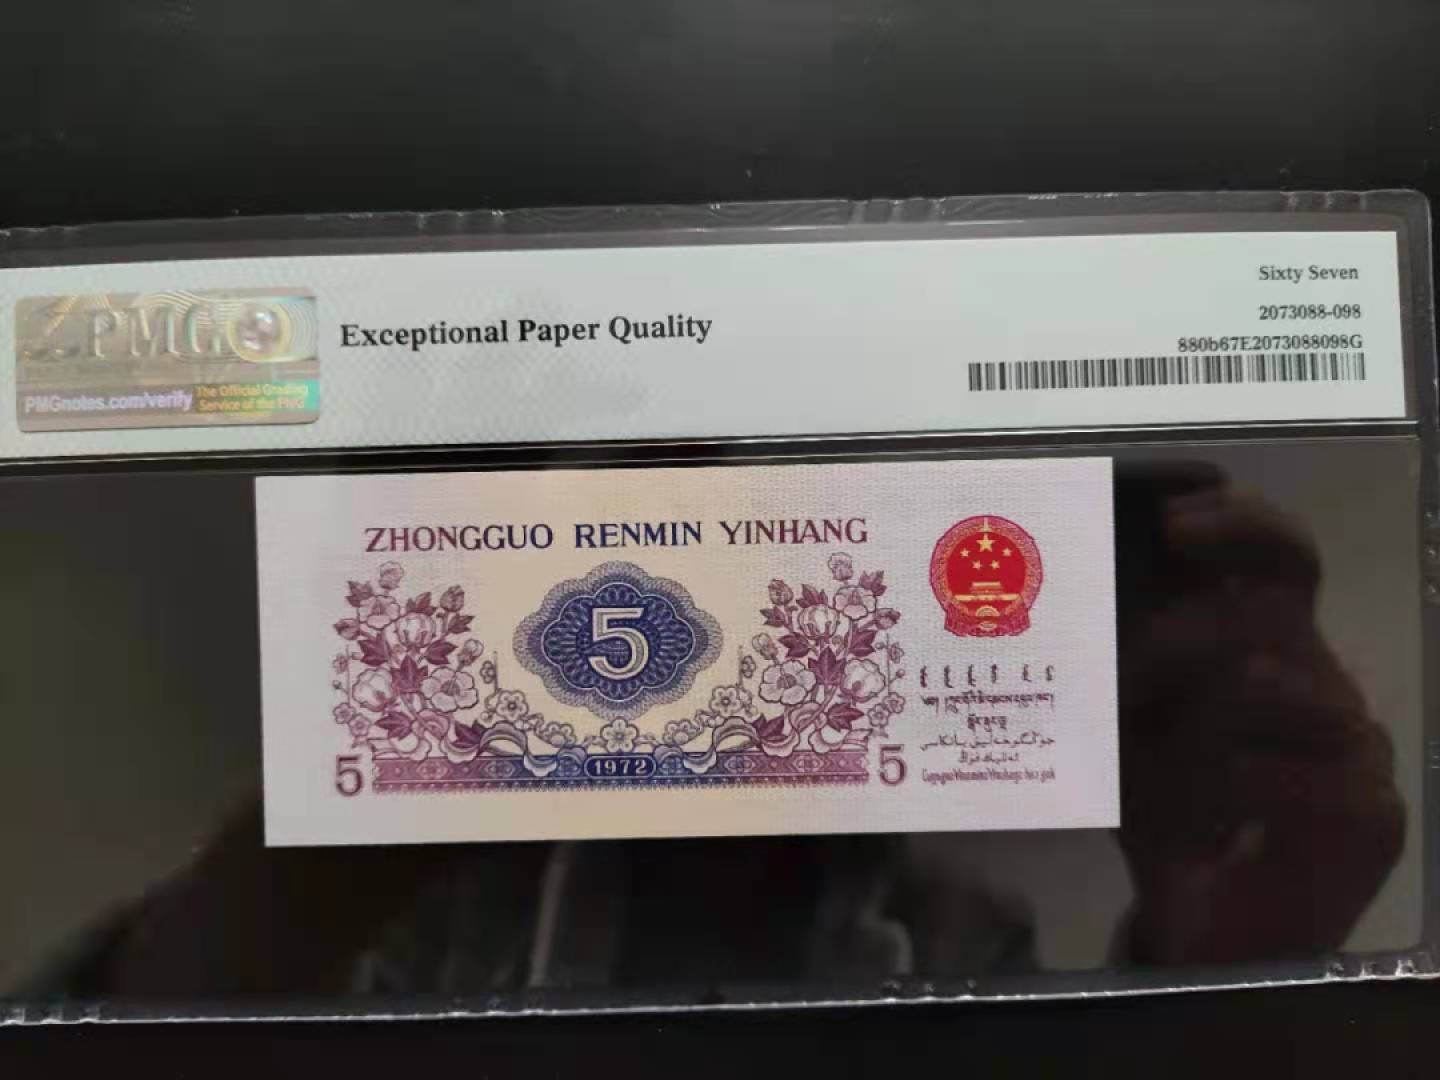 Sixty Seven
2073088-098
880b67E2073088098G
PMG
PMGnotes.com/verify
The Official Grading
Service of the PNG
Exceptional Paper Quality
ZHONGGUO RENMIN YINHANG
5
1972
5
5